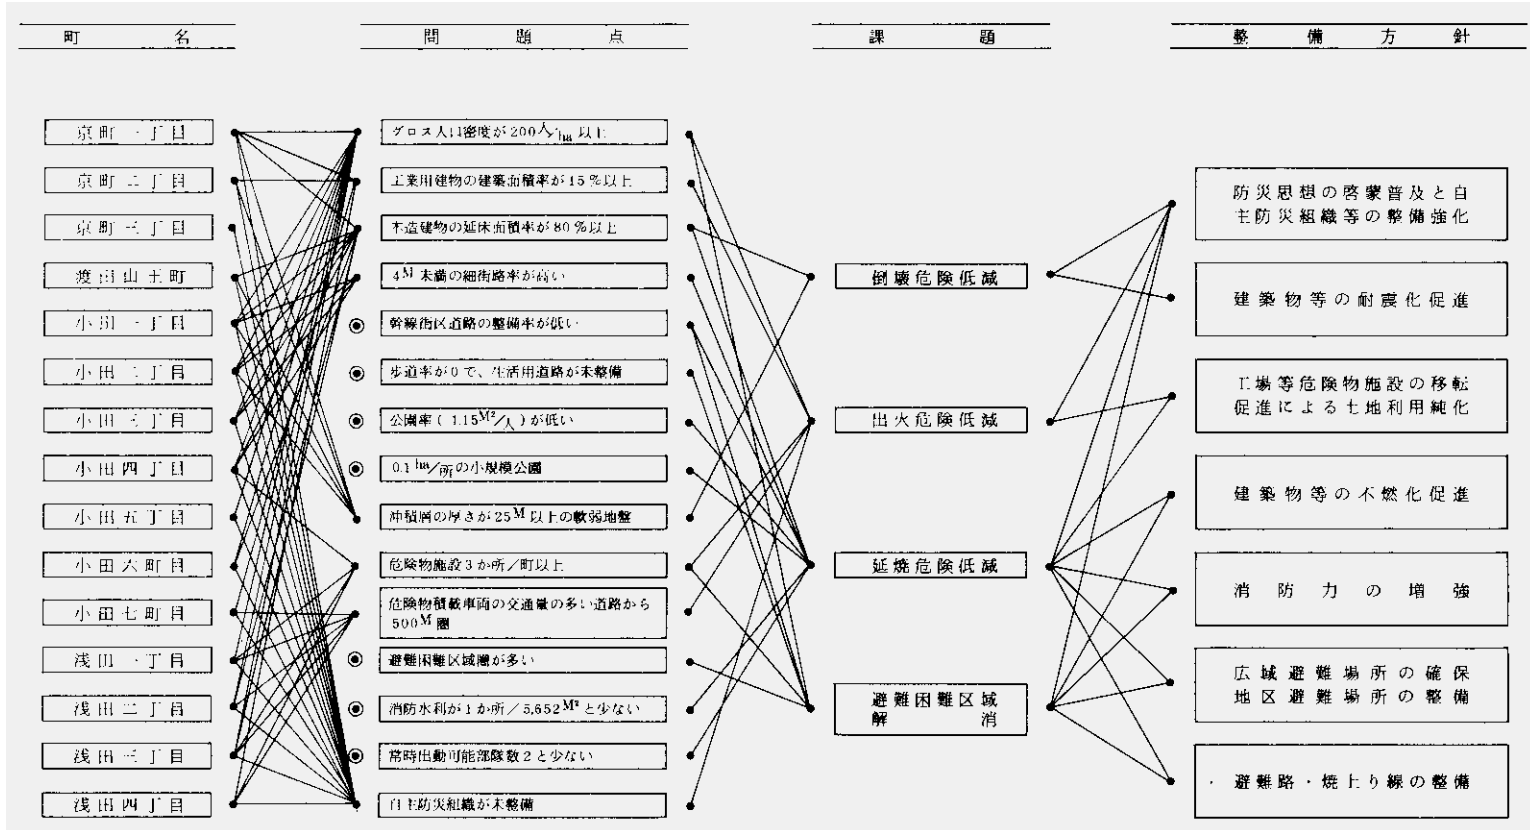 町名
問題点
課題
整備方針
京町一丁目
京町二丁目
京町三丁目
渡田山王町
小田一丁目
小田二丁目
小田三丁目
小田四丁目
小田五丁目
小田六町目
小田七町目
浅田一丁目
浅田二丁目
浅田三丁目
浅田四丁目
グロス人口密度が200人/ha以上
工業用建物の建築面積率が15%以上
木造建物の延床面積率が80%以上
4M未満の細街路率が高い
幹線街区道路の整備率が低い
歩道率が0で、生活用道路が未整備
公園率(1.15M²/人)が低い
0.1ha/所の小規模公園
沖積層の厚さが25M以上の軟弱地盤
危険物施設3か所/町以上
危険物積載車両の交通量の多い道路から
500M圏
避難困難区域圏が多い
消防水利が1か所/5,652M²と少ない
常時出動可能部隊数2と少ない
自主防災組織が未整備
倒壊危険低減
出火危険低減
延焼危険低減
避難困難区域
解消
防災思想の啓蒙普及と自
主防災組織等の整備強化
建築物等の耐震化促進
工場等危険物施設の移転
促進による土地利用純化
建築物等の不燃化促進
消防力の増強
広域避難場所の確保
地区避難場所の整備
・避難路・焼止り線の整備